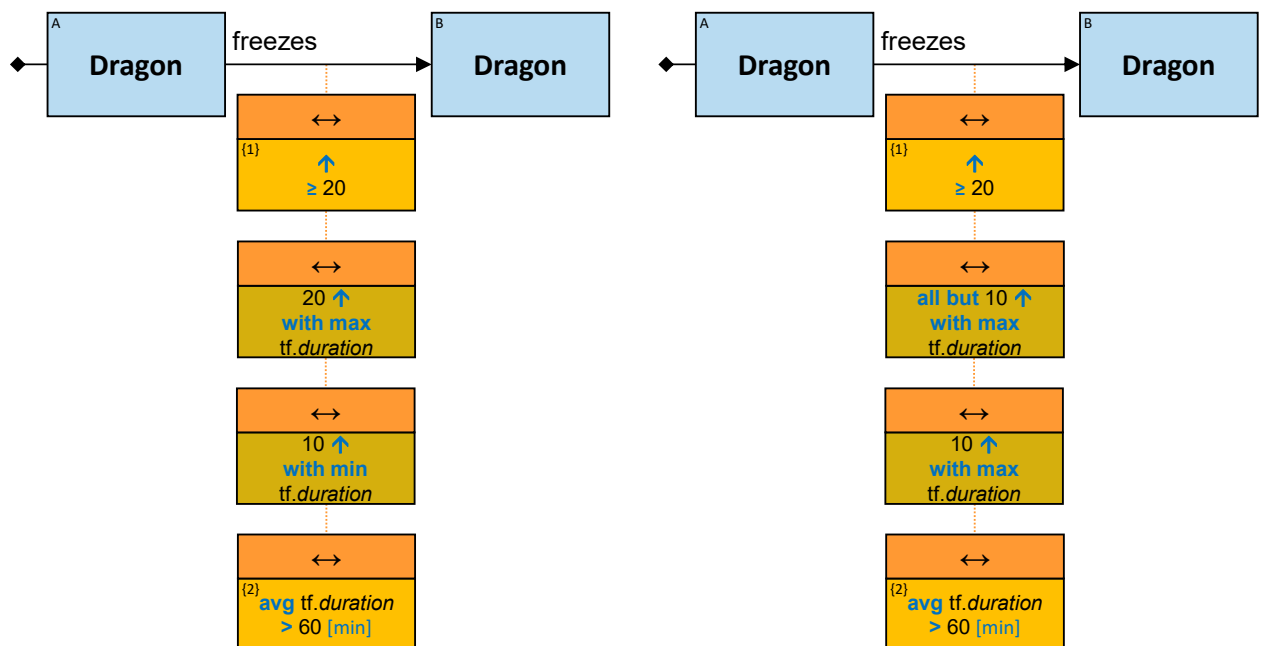 A
Dragon
freezes
B
Dragon
↔
{1}
↑
≥ 20
↔
20 ↑
with max
tf.duration
↔
10 ↑
with min
tf.duration
↔
{2}
avg tf.duration
> 60 [min]
A
Dragon
freezes
B
Dragon
↔
{1}
↑
≥ 20
↔
all but 10 ↑
with max
tf.duration
↔
10 ↑
with max
tf.duration
↔
{2}
avg tf.duration
> 60 [min]